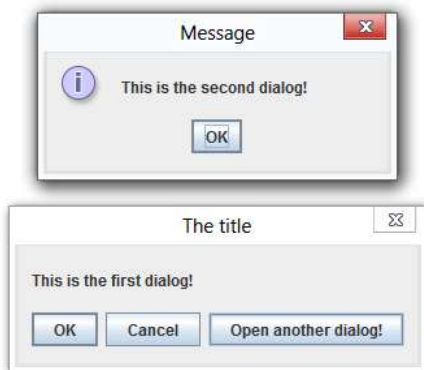 Message
This is the second dialog!
OK
The title
This is the first dialog!
OK Cancel Open another dialog!